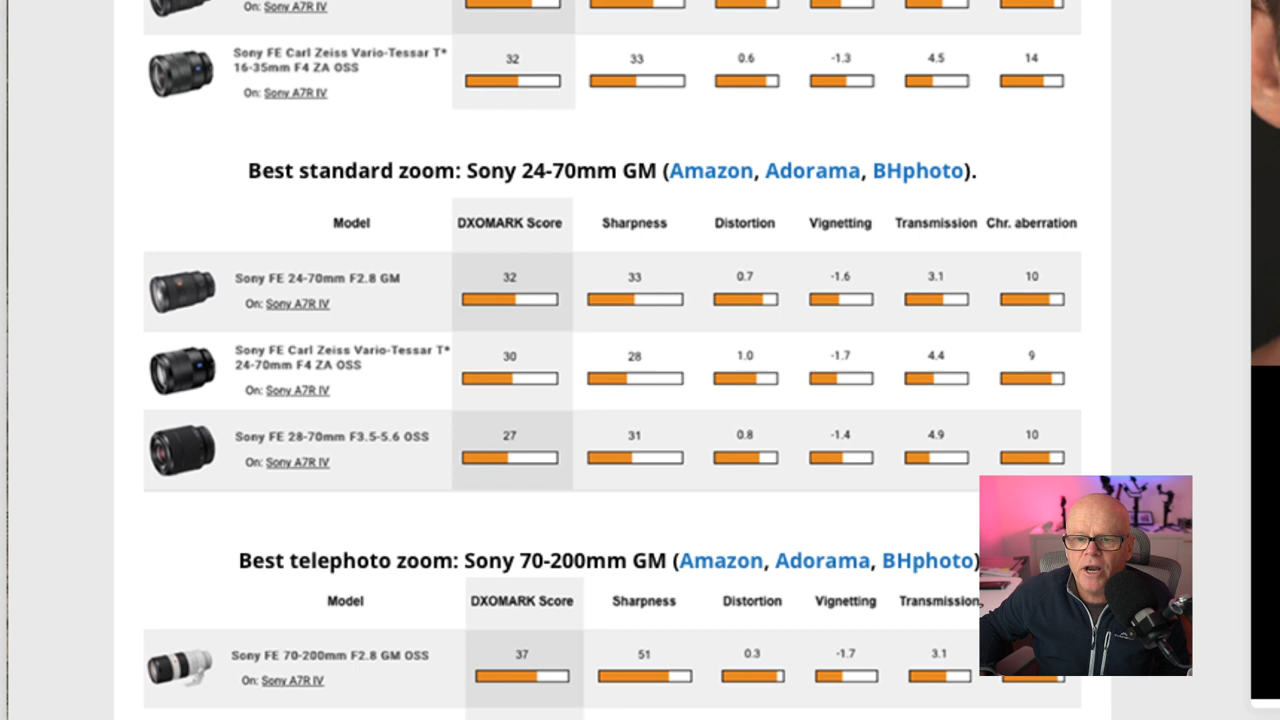 On: Sony A7R IV
Sony FE Carl Zeiss Vario-Tessar T*
16-35mm F4 ZA OSS
32 33 0.6 -1.3 4.5 14
On: Sony A7R IV
Best standard zoom: Sony 24-70mm GM (Amazon, Adorama, BHphoto).
Model DXOMARK Score Sharpness Distortion Vignetting Transmission Chr. aberration
Sony FE 24-70mm F2.8 GM 32 33 0.7 -1.6 3.1 10
On: Sony A7R IV
Sony FE Carl Zeiss Vario-Tessar T*
24-70mm F4 ZA OSS
30 28 1.0 -1.7 4.4 9
On: Sony A7R IV
Sony FE 28-70mm F3.5-5.6 OSS 27 31 0.8 -1.4 4.9 10
On: Sony A7R IV
Best telephoto zoom: Sony 70-200mm GM (Amazon, Adorama, BHphoto)
Model DXOMARK Score Sharpness Distortion Vignetting Transmission
Sony FE 70-200mm F2.8 GM OSS 37 51 0.3 -1.7 3.1
On: Sony A7R IV